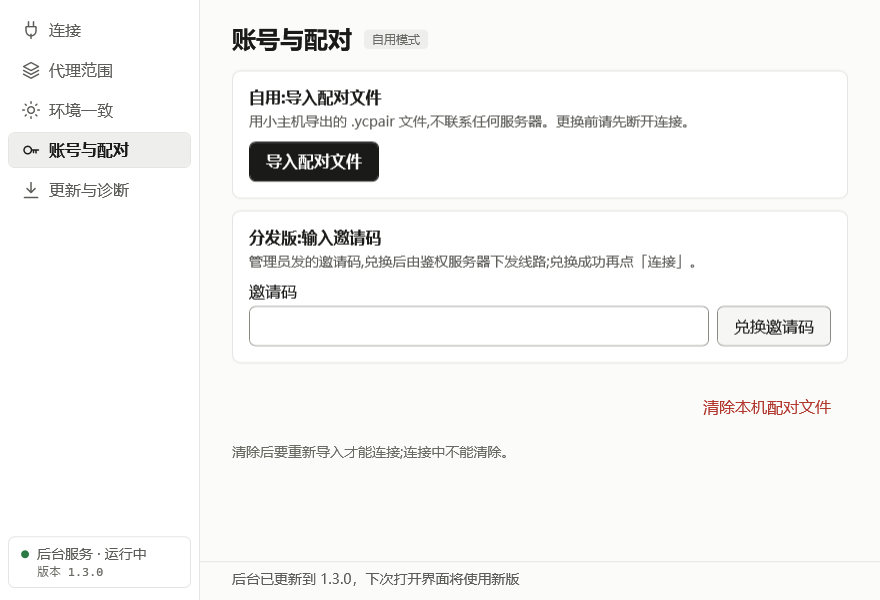 连接
代理范围
环境一致
账号与配对
更新与诊断
后台服务 · 运行中
版本 1.3.0
账号与配对 自用模式
自用:导入配对文件
用小主机导出的 .ycpair 文件,不联系任何服务器。更换前请先断开连接。
导入配对文件
分发版:输入邀请码
管理员发的邀请码,兑换后由鉴权服务器下发线路;兑换成功再点「连接」。
邀请码
兑换邀请码
清除本机配对文件
清除后要重新导入才能连接;连接中不能清除。
后台已更新到 1.3.0，下次打开界面将使用新版